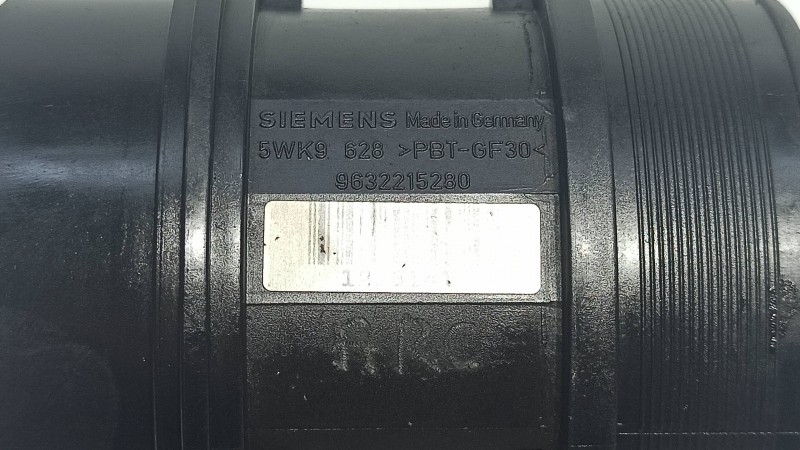 SIEMENS Made in Germany
5WK9 628 >PBT-GF30<
9632215280